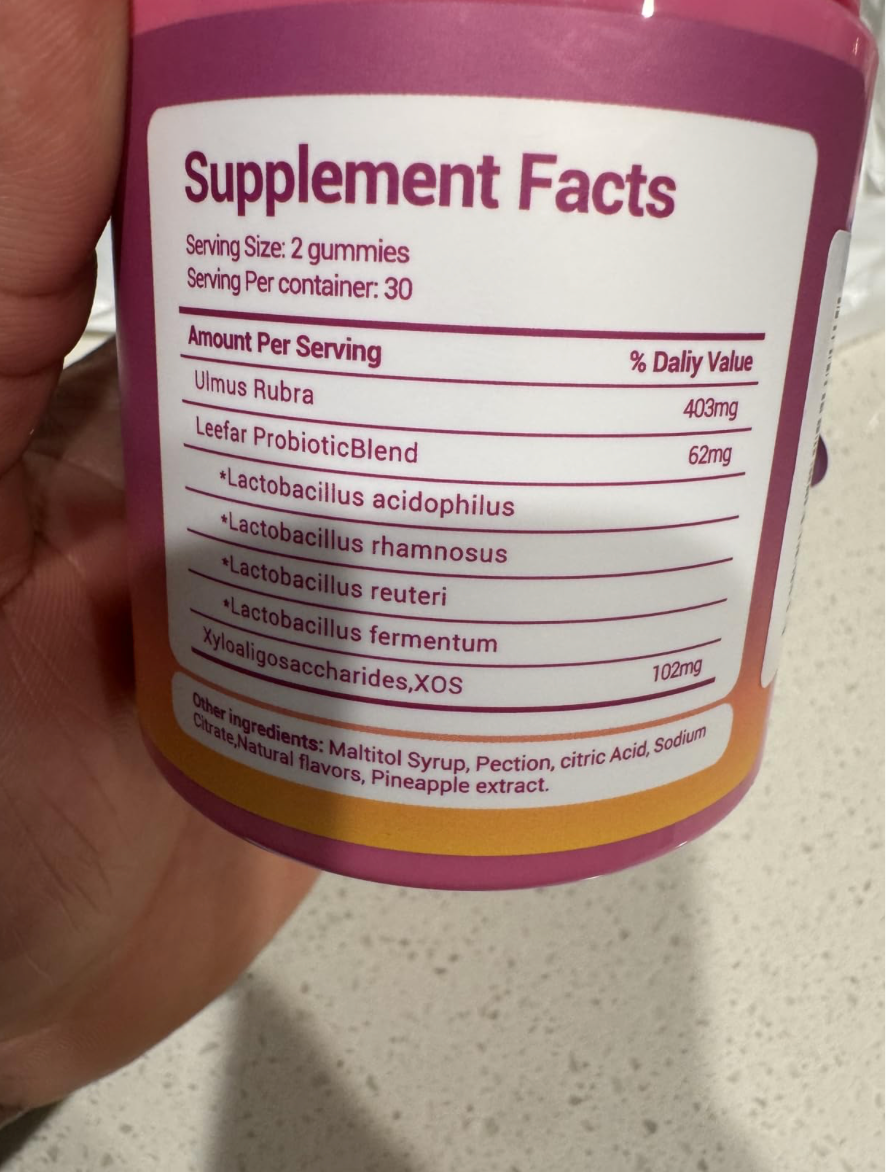 Supplement Facts
Serving Size: 2 gummies
Serving Per container: 30
Amount Per Serving % Daliy Value
Ulmus Rubra 403mg
Leefar ProbioticBlend 62mg
*Lactobacillus acidophilus
*Lactobacillus rhamnosus
*Lactobacillus reuteri
*Lactobacillus fermentum
Xyloaligosaccharides,XOS 102mg
Other ingredients: Maltitol Syrup, Pection, citric Acid, Sodium
Citrate,Natural flavors, Pineapple extract.